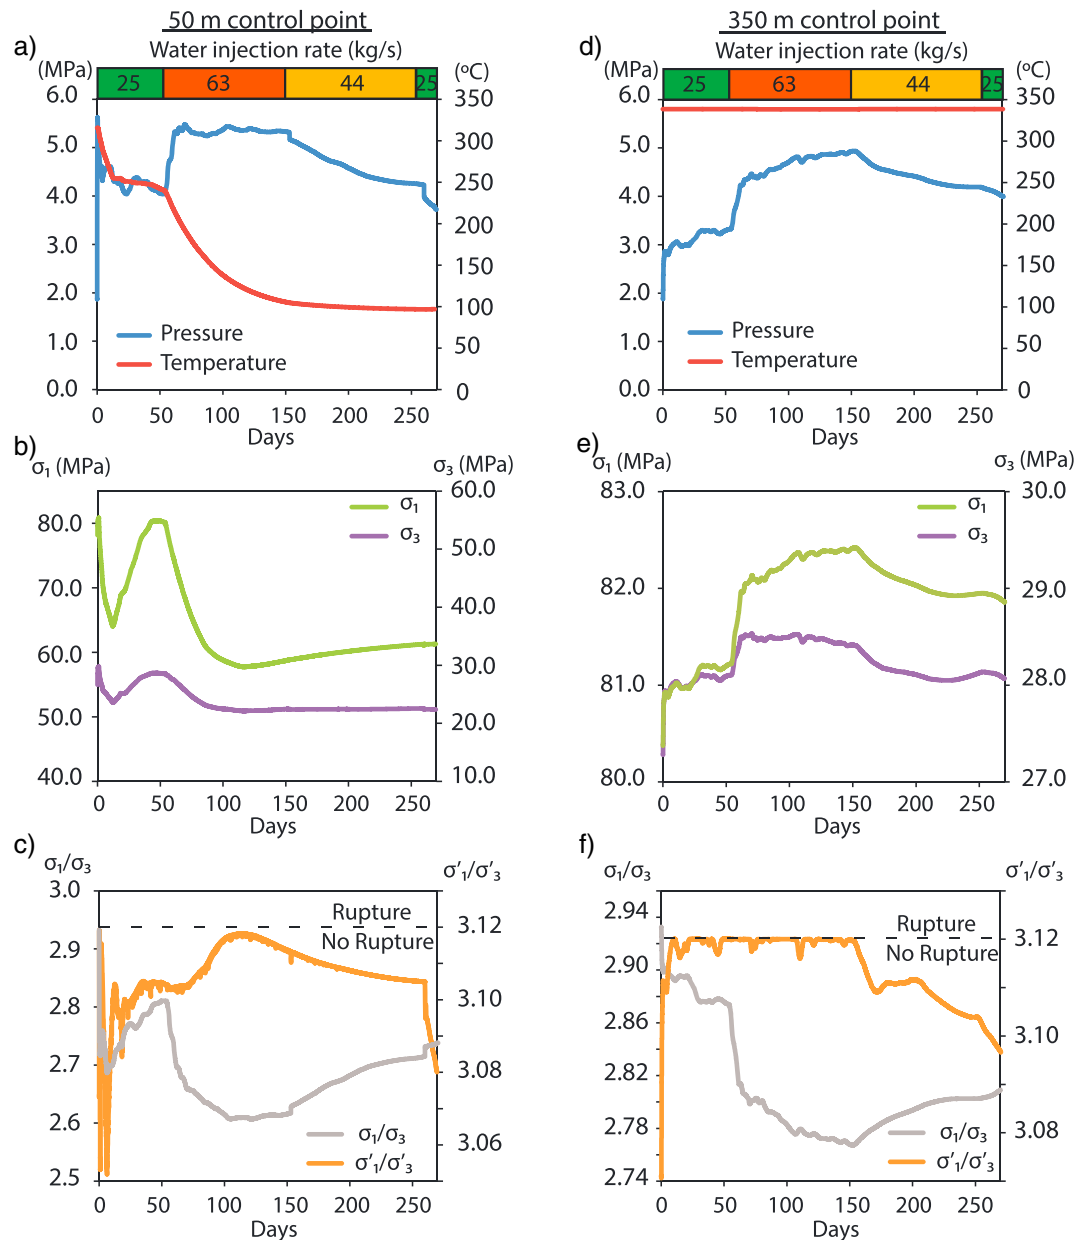 50 m control point
a)
Water injection rate (kg/s)
(MPa)
(ºC)
25 63 44 25
6.0
5.0
4.0
3.0
2.0
1.0
0.0
350
300
250
200
150
100
50
0
Pressure
Temperature
0 50 100 150 200 250
Days
350 m control point
d)
Water injection rate (kg/s)
(MPa)
(ºC)
25 63 44 25
6.0
5.0
4.0
3.0
2.0
1.0
0.0
350
300
250
200
150
100
50
0
Pressure
Temperature
0 50 100 150 200 250
Days
b)
σ₁ (MPa)
σ₃ (MPa)
80.0
70.0
60.0
50.0
40.0
60.0
50.0
40.0
30.0
20.0
10.0
σ₁
σ₃
0 50 100 150 200 250
Days
e)
σ₁ (MPa)
σ₃ (MPa)
83.0
82.0
81.0
80.0
30.0
29.0
28.0
27.0
σ₁
σ₃
0 50 100 150 200 250
Days
c)
σ₁/σ₃
σ'₁/σ'₃
3.0
2.9
2.8
2.7
2.6
2.5
3.12
3.10
3.08
3.06
Rupture
No Rupture
σ₁/σ₃
σ'₁/σ'₃
0 50 100 150 200 250
Days
f)
σ₁/σ₃
σ'₁/σ'₃
2.94
2.90
2.86
2.82
2.78
2.74
3.12
3.10
3.08
Rupture
No Rupture
σ₁/σ₃
σ'₁/σ'₃
0 50 100 150 200 250
Days